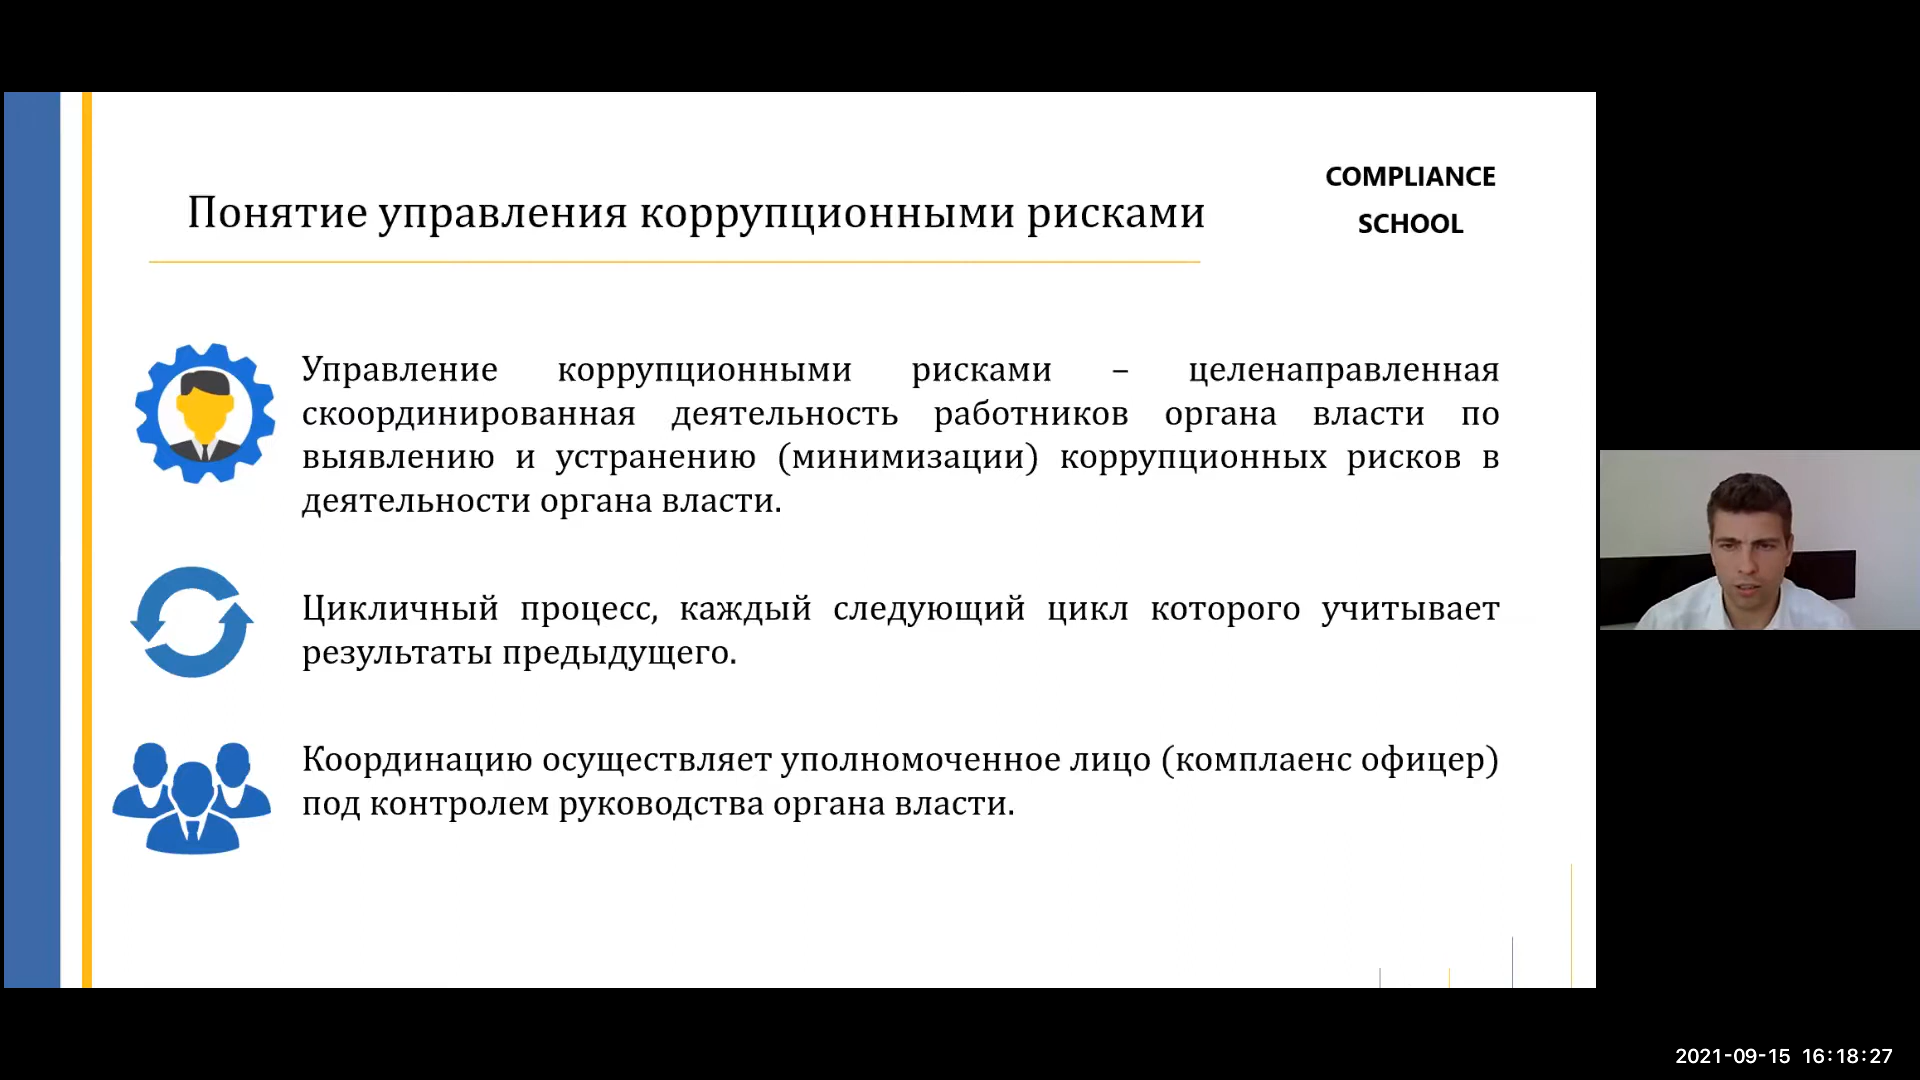 COMPLIANCE
SCHOOL
Понятие управления коррупционными рисками
Управление коррупционными рисками – целенаправленная
скоординированная деятельность работников органа власти по
выявлению и устранению (минимизации) коррупционных рисков в
деятельности органа власти.
Цикличный процесс, каждый следующий цикл которого учитывает
результаты предыдущего.
Координацию осуществляет уполномоченное лицо (комплаенс офицер)
под контролем руководства органа власти.
2021-09-15 16:18:27